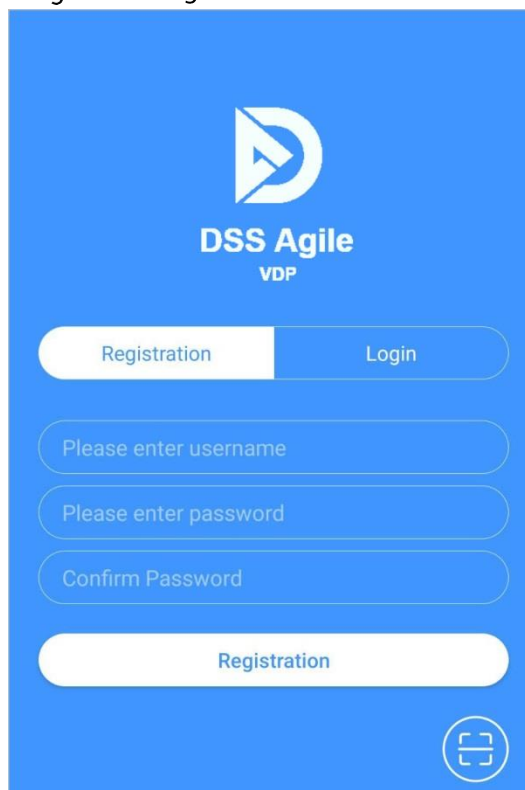 DSS Agile
VDP
Registration Login
Please enter username
Please enter password
Confirm Password
Registration